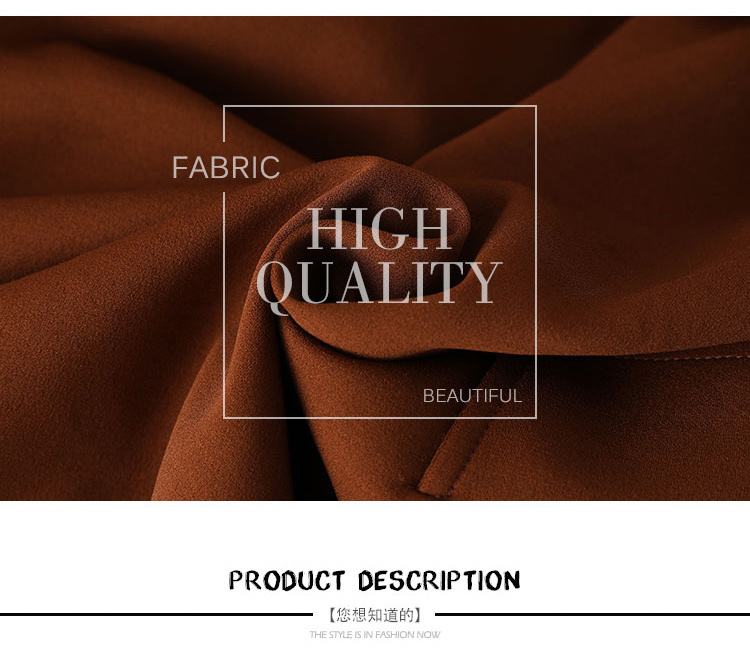 FABRIC
HIGH
QUALITY
BEAUTIFUL
PRODUCT DESCRIPTION
【您想知道的】
THE STYLE IS IN FASHION NOW